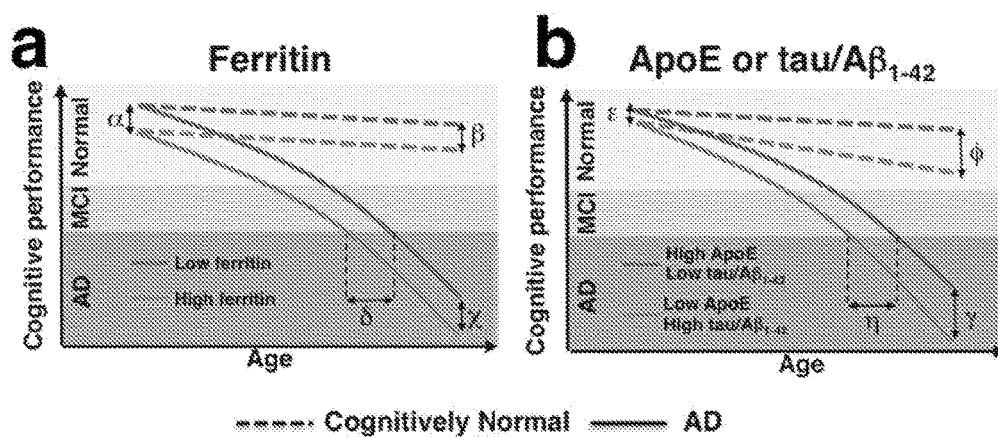 a
Ferritin
Cognitive performance
Normal
MCI
AD
α
β
Low ferritin
High ferritin
δ
χ
Age
b
ApoE or tau/Aβ1-42
Cognitive performance
Normal
MCI
AD
ε
ϕ
High ApoE
Low tau/Aβ1-42
Low ApoE
High tau/Aβ1-42
η
γ
Age
Cognitively Normal
AD